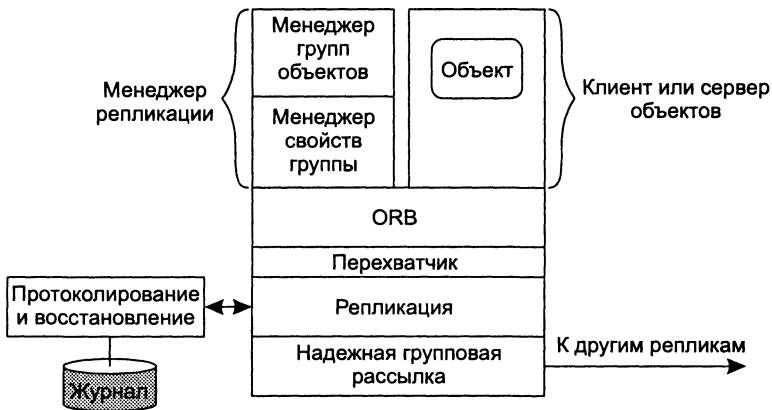 Менеджер
групп
объектов
Объект
Менеджер
репликации
Клиент или сервер
объектов
Менеджер
свойств
группы
ORB
Перехватчик
Протоколирование
и восстановление
Репликация
Надежная групповая
рассылка
К другим репликам
Журнал